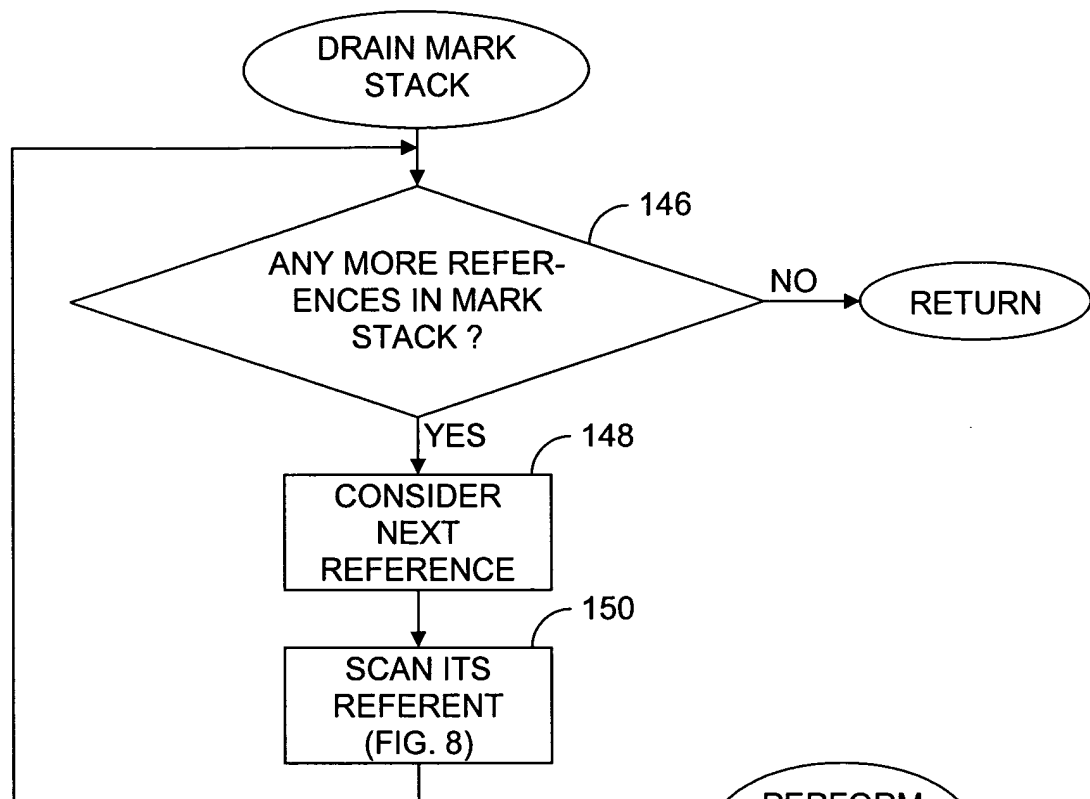 DRAIN MARK
STACK
146
ANY MORE REFER-
ENCES IN MARK
STACK ?
NO
RETURN
YES
148
CONSIDER
NEXT
REFERENCE
150
SCAN ITS
REFERENT
(FIG. 8)
PERFORM